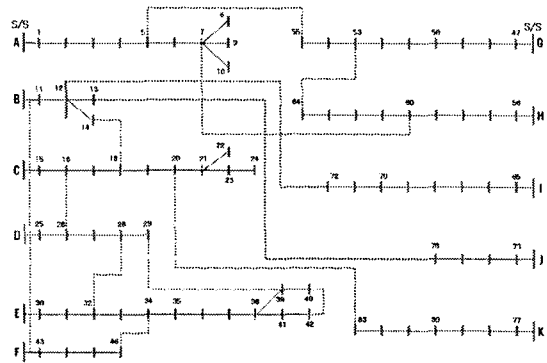 S/S
S/S
A 1 5 7 6 9 10 55 53 50 47 G
B 11 12 13 14 64 60 56 H
C 15 16 18 20 21 22 23 24 72 70 65 I
D 25 26 28 29 76 73 J
E 30 32 34 35 38 39 40 41 42 83 80 77 K
F 43 46